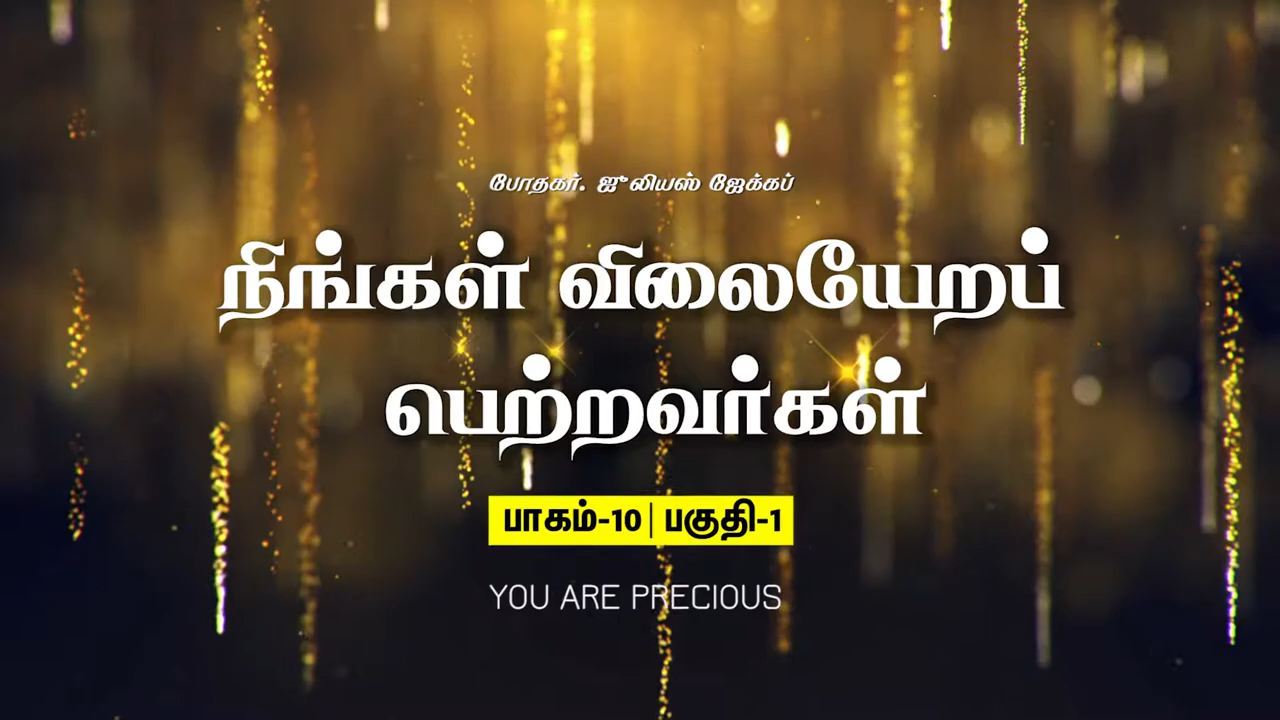 போதகர். ஜுலியஸ் ஜேக்கப்
நீங்கள் விலையேறப்
பெற்றவர்கள்
பாகம்-10 | பகுதி-1
YOU ARE PRECIOUS